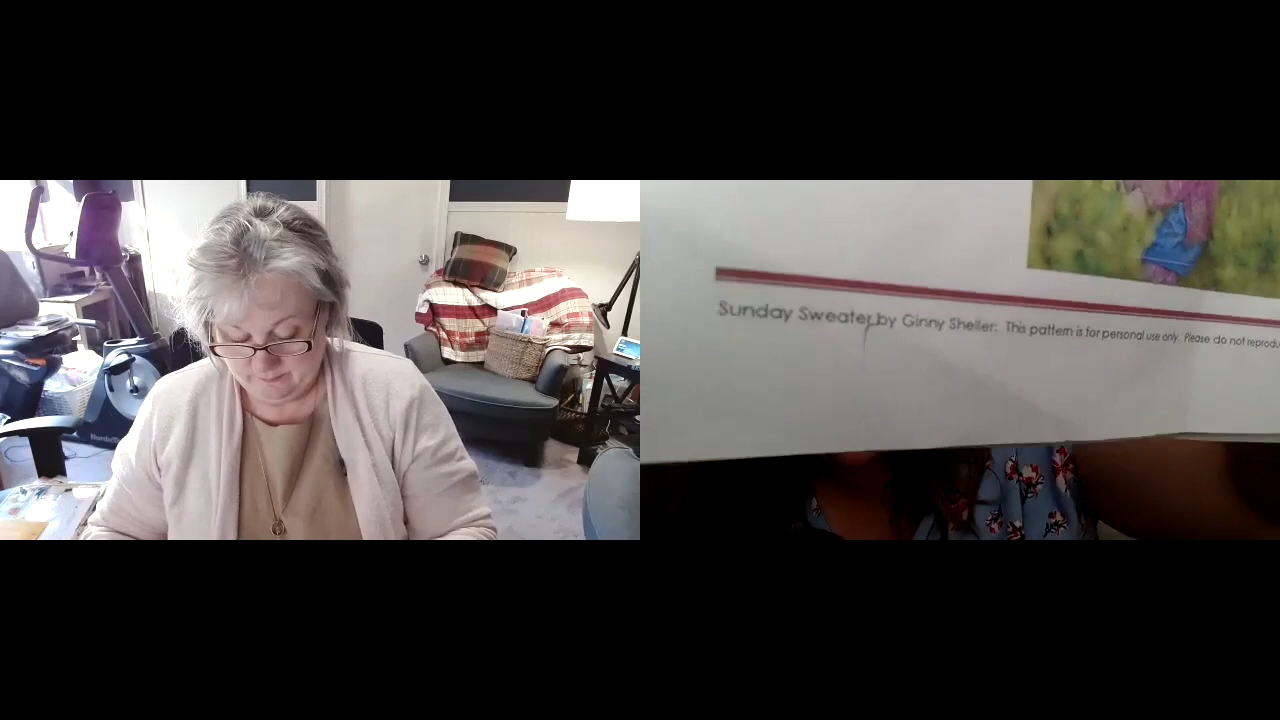 Sunday Sweater by Ginny Sheller. This pattern is for personal use only. Please do not reprodu